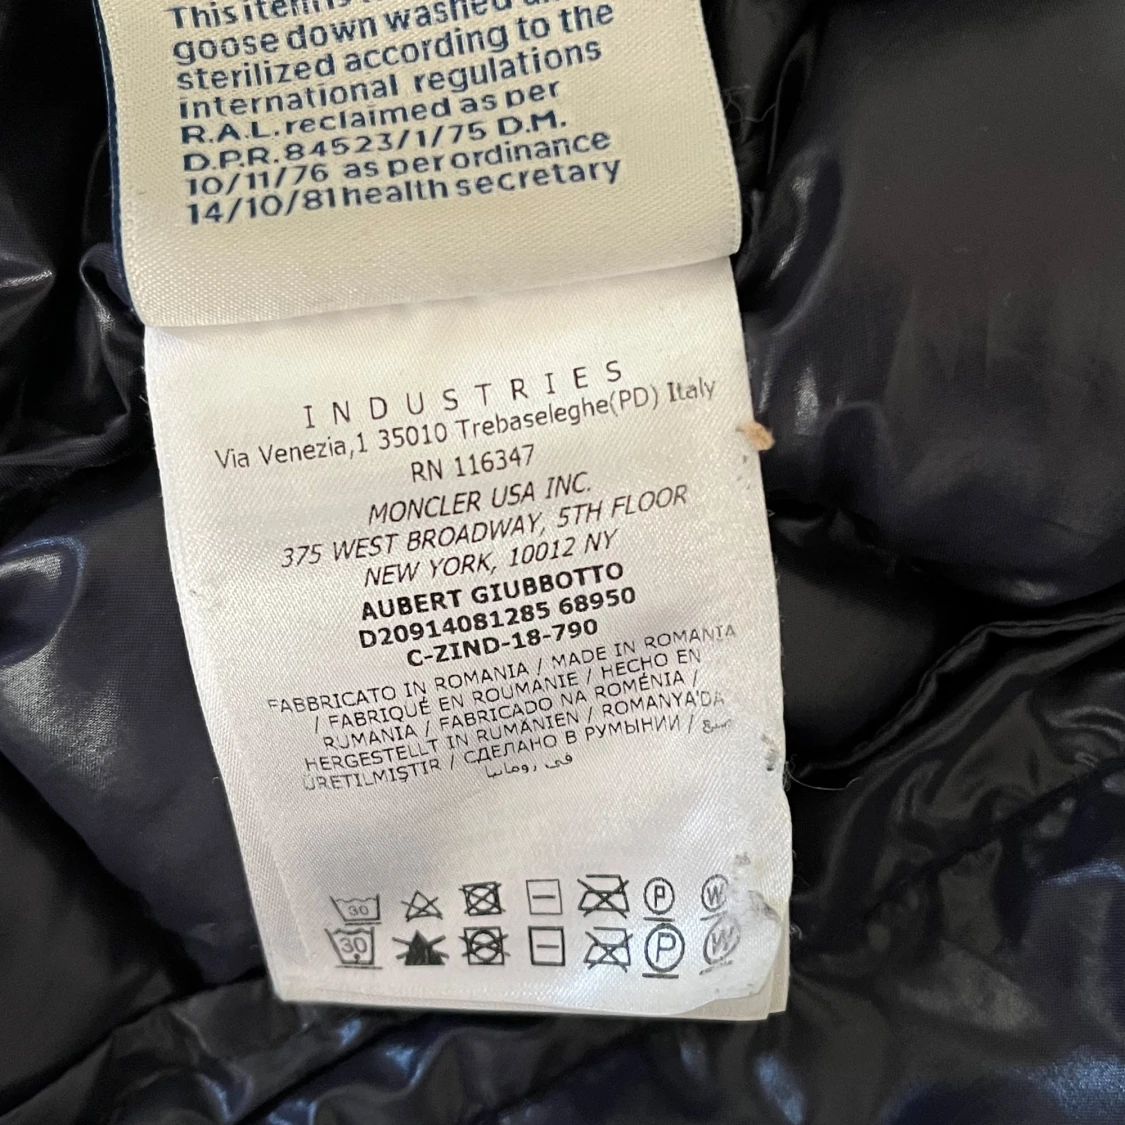 This item is
goose down washed
sterilized according to the
international regulations
R.A.L. reclaimed as per
D.P.R. 84523/1/75 D.M.
10/11/76 as per ordinance
14/10/81 health secretary
INDUSTRIES
Via Venezia,1 35010 Trebaseleghe(PD) Italy
RN 116347
MONCLER USA INC.
375 WEST BROADWAY, 5TH FLOOR
NEW YORK, 10012 NY
AUBERT GIUBBOTTO
D20914081285 68950
C-ZIND-18-790
FABBRICATO IN ROMANIA / MADE IN ROMANIA
/ FABRIQUÉ EN ROUMANIE / HECHO EN
RUMANIA / FABRICADO NA ROMÉNIA /
HERGESTELLT IN RUMÄNIEN / ROMANYA'DA
ÜRETILMIŞTIR / СДЕЛАНО В РУМЫНИИ / صنع
في رومانيا
30 P W
30 P W